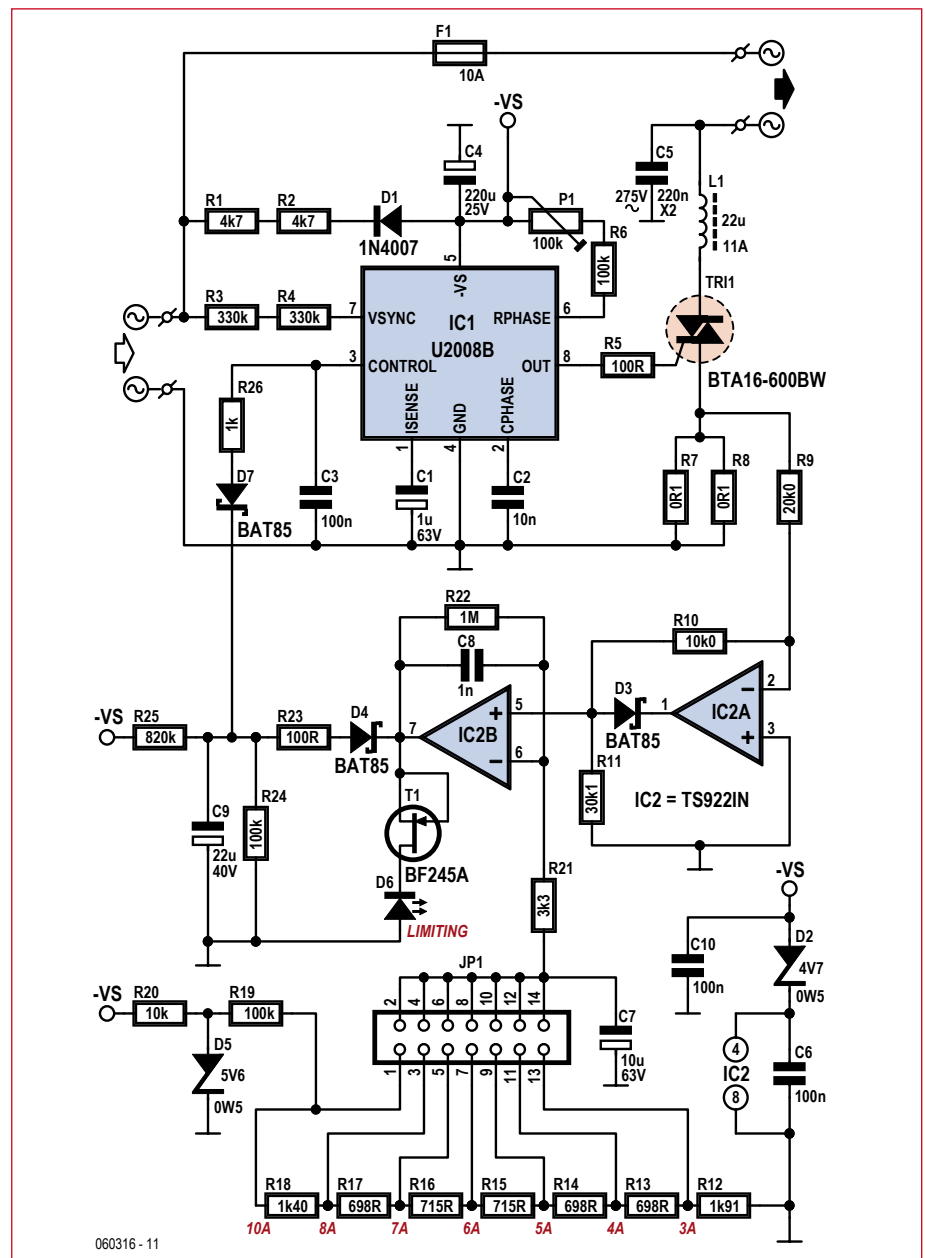 F1
10A
-VS
C4
220u
25V
C5
275V
~
220n
X2
L1
22u
11A
R1
4k7
R2
4k7
D1
1N4007
P1
100k
R6
100k
TRI1
5
-VS
R3
330k
R4
330k
7
VSYNC
IC1
U2008B
RPHASE
6
3
CONTROL
OUT
8
R5
100R
BTA16-600BW
ISENSE
GND
CPHASE
1
4
2
R26
1k
D7
BAT85
C3
100n
C1
1u
63V
C2
10n
R7
0R1
R8
0R1
R9
20k0
R22
1M
C8
1n
R10
10k0
-VS
R25
820k
R23
100R
D4
BAT85
7
IC2B
+
5
−
6
D3
BAT85
1
IC2A
−
2
+
3
R11
30k1
IC2 = TS922IN
C9
22u
40V
R24
100k
T1
BF245A
D6
LIMITING
R21
3k3
-VS
C10
100n
D2
4V7
0W5
JP1
2
4
6
8
10
12
14
1
3
5
7
9
11
13
C7
10u
63V
-VS
R20
10k
R19
100k
D5
5V6
0W5
4
IC2
8
C6
100n
R18
1k40
R17
698R
R16
715R
R15
715R
R14
698R
R13
698R
R12
1k91
10A
8A
7A
6A
5A
4A
3A
060316 - 11